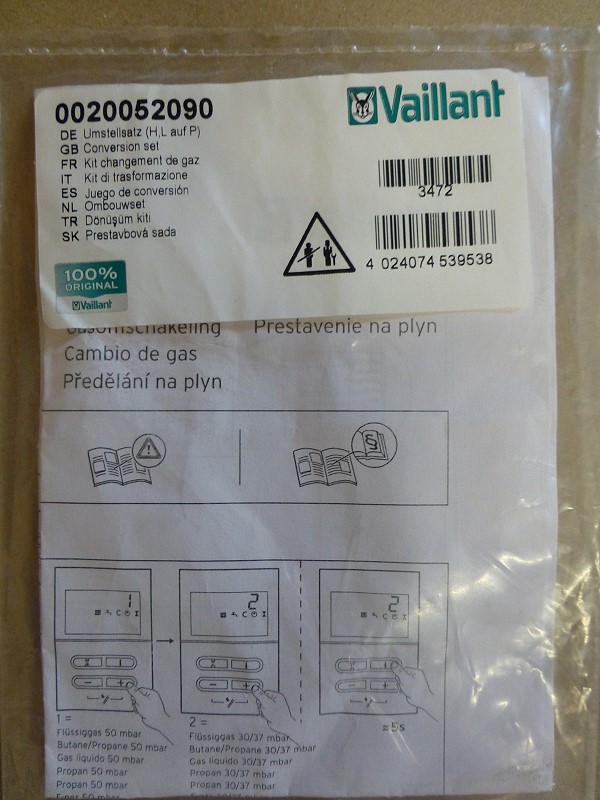 0020052090
Vaillant
DE Umstellsatz (H,L auf P)
GB Conversion set
FR Kit changement de gaz
IT Kit di trasformazione
ES Juego de conversión
NL Ombouwset
TR Dönüşüm kiti
SK Prestavbová sada
3472
4 024074 539538
100%
ORIGINAL
Vaillant
Gasomschakeling Prestavenie na plyn
Cambio de gas
Předělání na plyn
1
2
2
C
C
C
≈5s
1 =
Flüssiggas 50 mbar
Butane/Propane 50 mbar
Gas liquido 50 mbar
Propan 50 mbar
Propan 50 mbar
2 =
Flüssiggas 30/37 mbar
Butane/Propane 30/37 mbar
Gas liquido 30/37 mbar
Propan 30/37 mbar
Propan 30/37 mbar